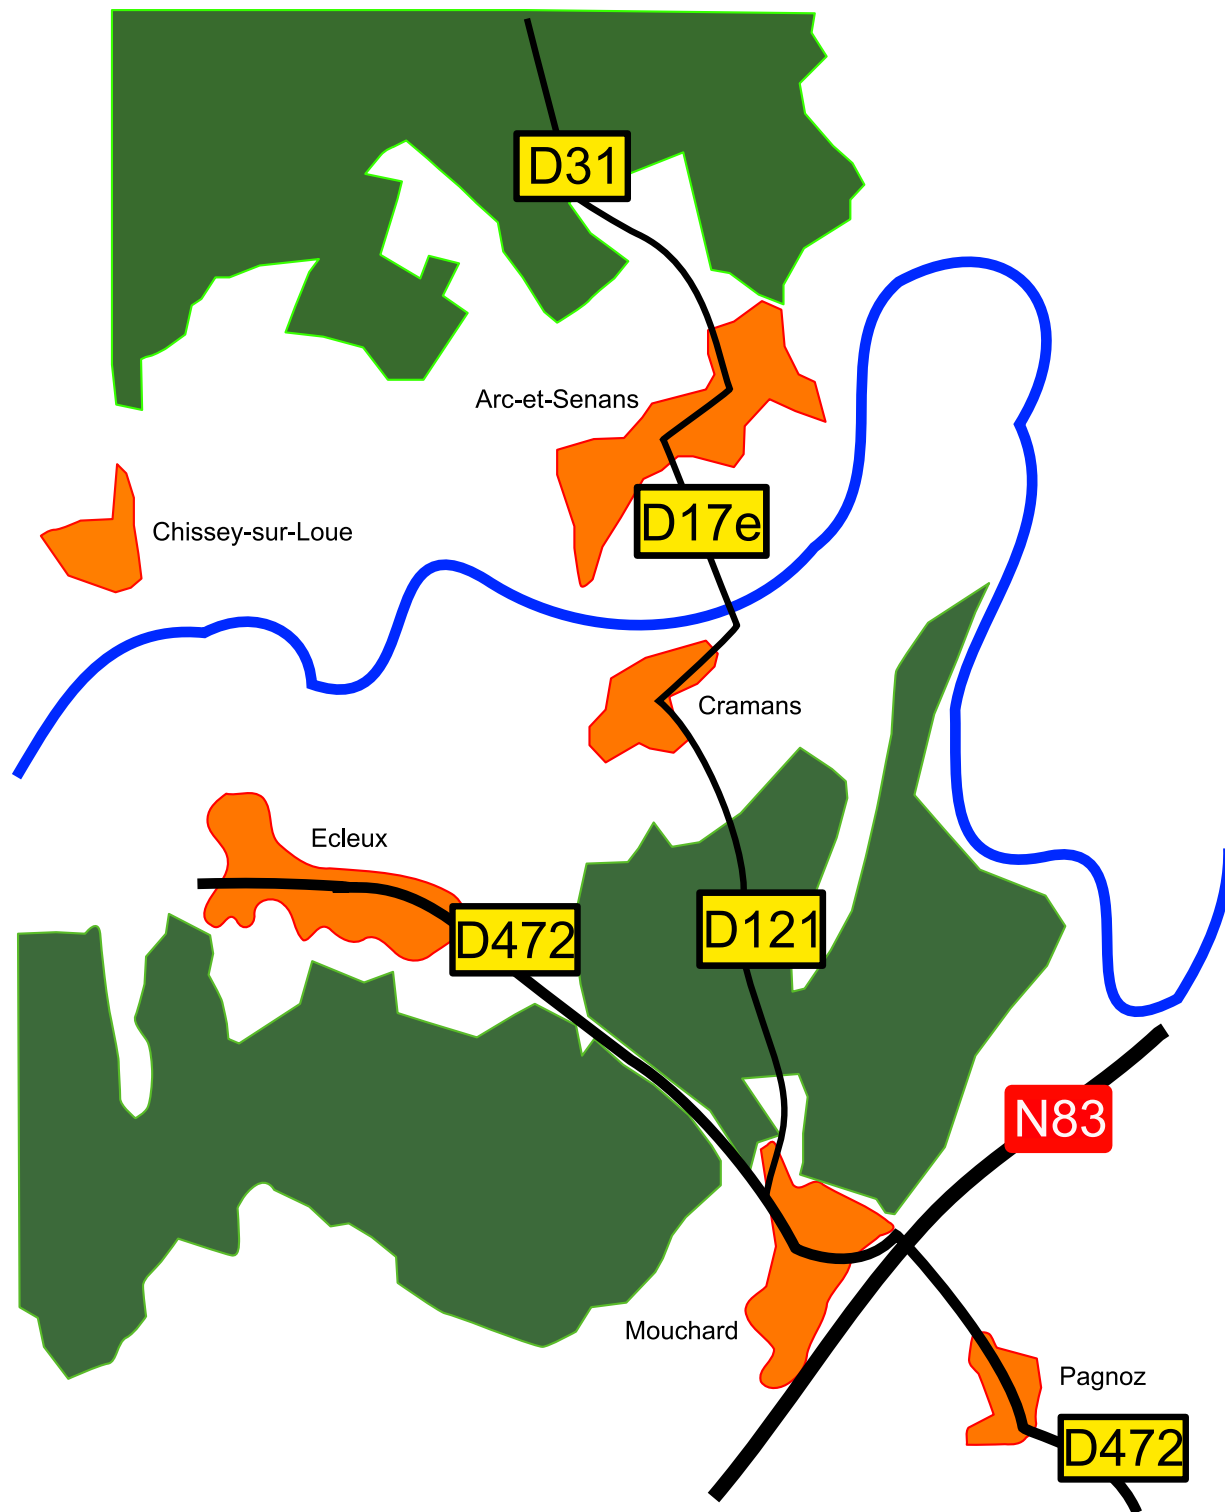 D31
Arc-et-Senans
D17e
Chissey-sur-Loue
Cramans
Ecleux
D472
D121
N83
Mouchard
Pagnoz
D472